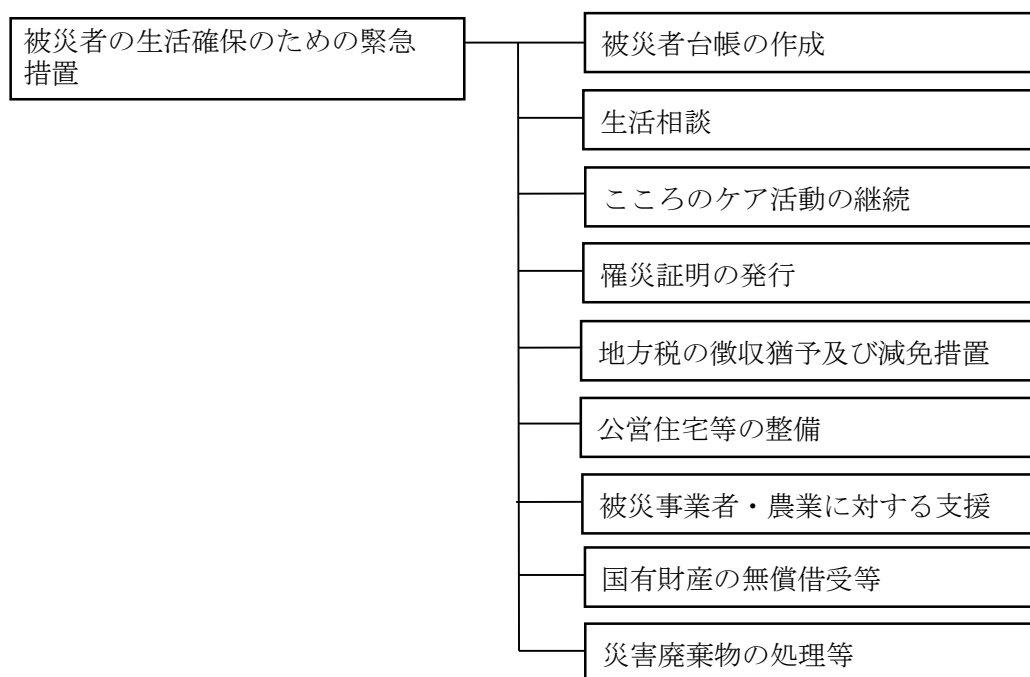 被災者の生活確保のための緊急
措置
被災者台帳の作成
生活相談
こころのケア活動の継続
罹災証明の発行
地方税の徴収猶予及び減免措置
公営住宅等の整備
被災事業者・農業に対する支援
国有財産の無償借受等
災害廃棄物の処理等